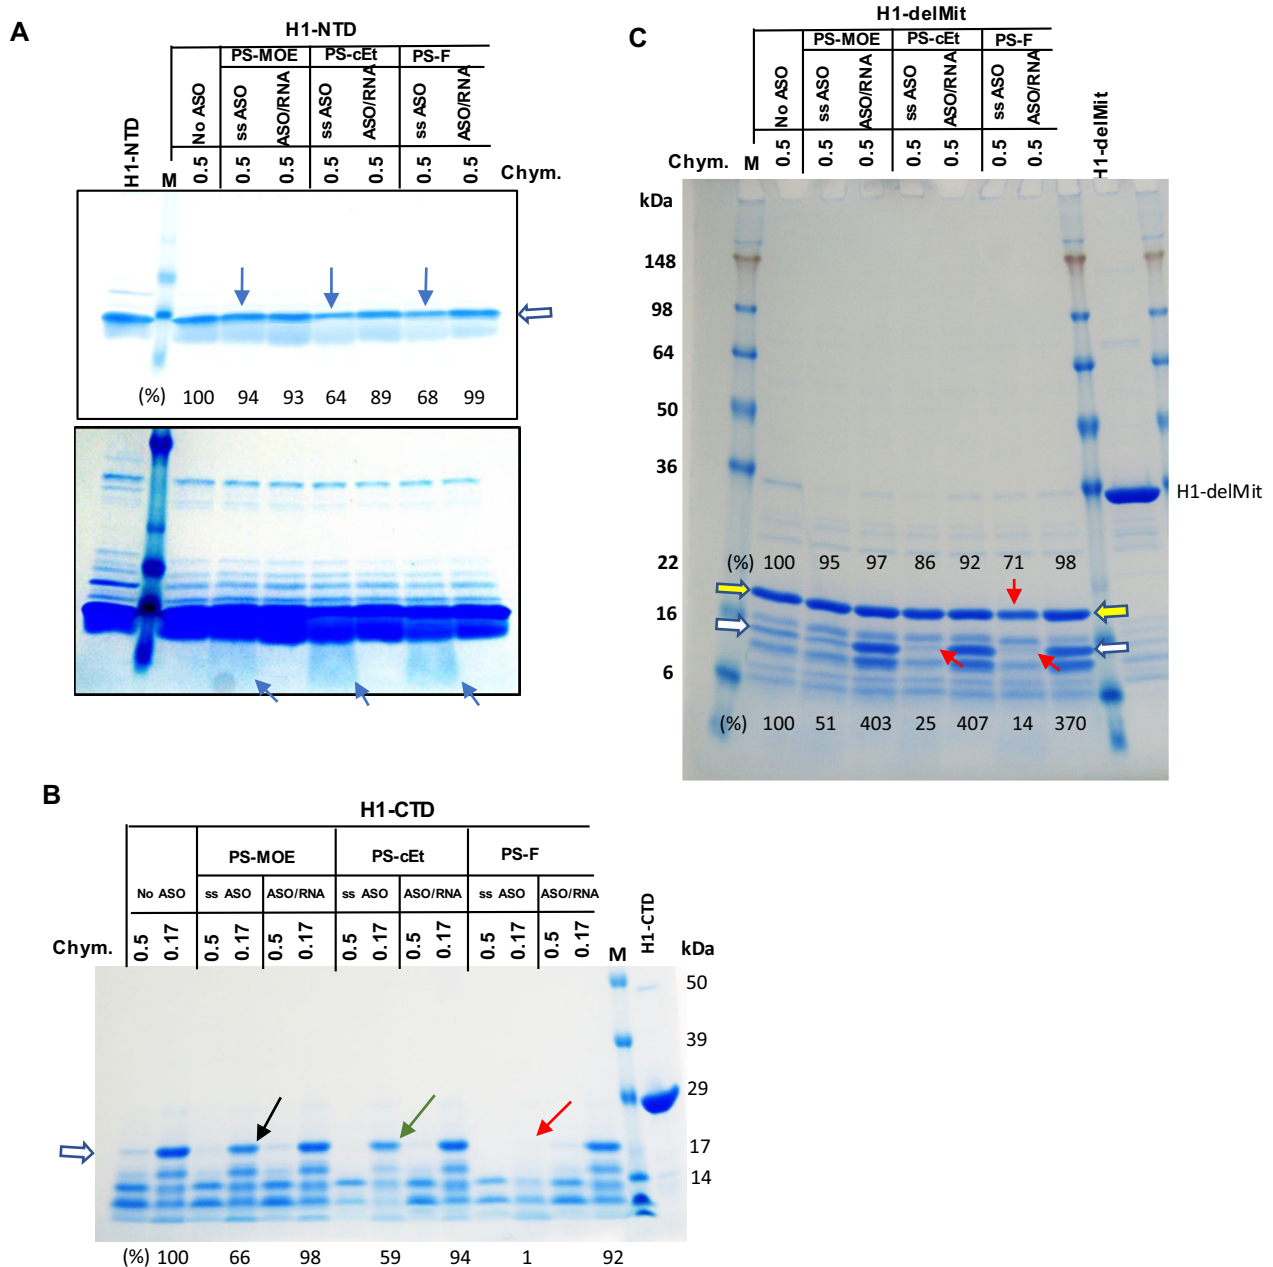 A
H1-NTD
PS-MOE PS-cEt PS-F
H1-NTD M No ASO ss ASO ASO/RNA ss ASO ASO/RNA ss ASO ASO/RNA
0.5 0.5 0.5 0.5 0.5 0.5 0.5 Chym.
(%) 100 94 93 64 89 68 99
C
H1-delMit
PS-MOE PS-cEt PS-F
No ASO ss ASO ASO/RNA ss ASO ASO/RNA ss ASO ASO/RNA H1-delMit
Chym. M 0.5 0.5 0.5 0.5 0.5 0.5 0.5
kDa
148
98
64
50
36
H1-delMit
22
(%) 100 95 97 86 92 71 98
16
6
(%) 100 51 403 25 407 14 370
B
H1-CTD
PS-MOE PS-cEt PS-F
No ASO ss ASO ASO/RNA ss ASO ASO/RNA ss ASO ASO/RNA
Chym. 0.5 0.17 0.5 0.17 0.5 0.17 0.5 0.17 0.5 0.17 0.5 0.17 0.5 0.17 M H1-CTD kDa
50
39
29
17
14
(%) 100 66 98 59 94 1 92